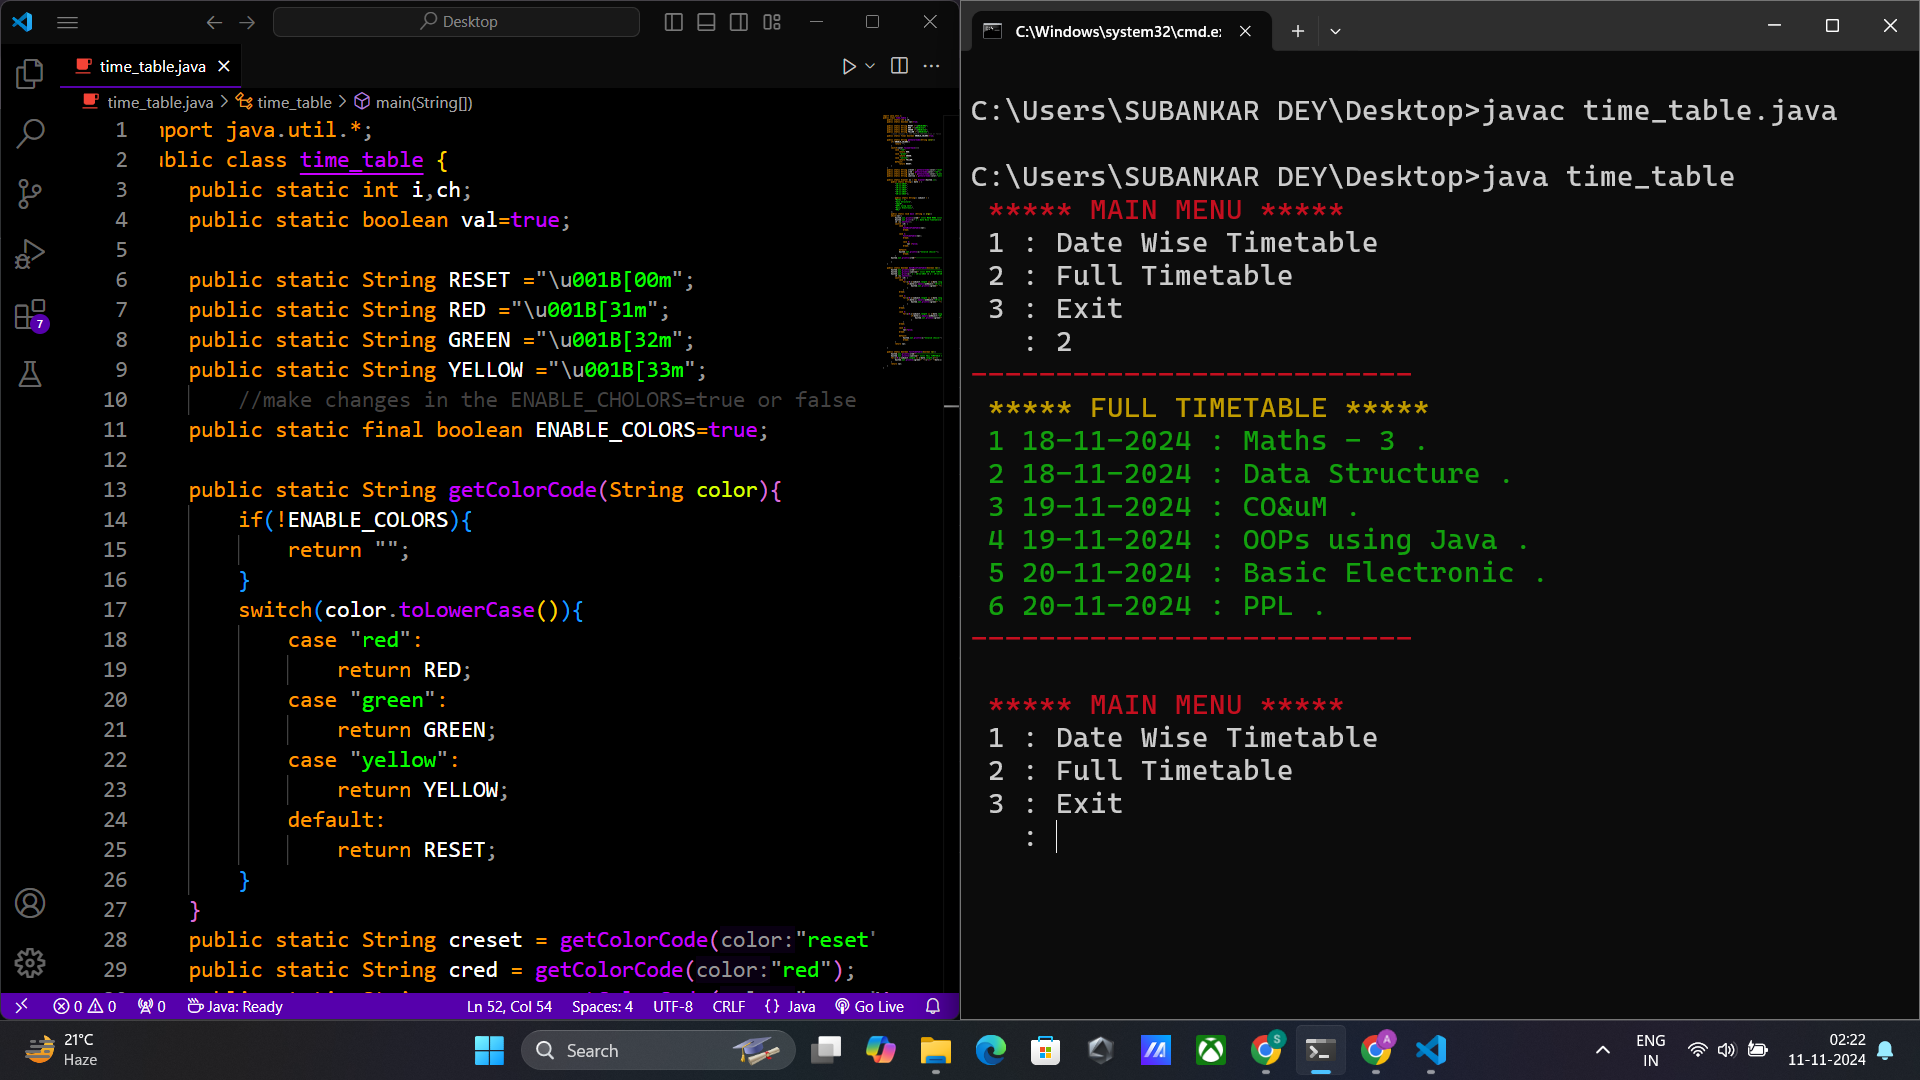 Desktop
time_table.java
time_table.java > time_table > main(String[])
1 nport java.util.*;
2 ublic class time_table {
3 public static int i,ch;
4 public static boolean val=true;
5
6 public static String RESET ="\u001B[00m";
7 public static String RED ="\u001B[31m";
8 public static String GREEN ="\u001B[32m";
9 public static String YELLOW ="\u001B[33m";
10 //make changes in the ENABLE_CHOLORS=true or false
11 public static final boolean ENABLE_COLORS=true;
12
13 public static String getColorCode(String color){
14 if(!ENABLE_COLORS){
15 return "";
16 }
17 switch(color.toLowerCase()){
18 case "red":
19 return RED;
20 case "green":
21 return GREEN;
22 case "yellow":
23 return YELLOW;
24 default:
25 return RESET;
26 }
27 }
28 public static String creset = getColorCode(color:"reset"
29 public static String cred = getColorCode(color:"red");
7
0 0 0 Java: Ready Ln 52, Col 54 Spaces: 4 UTF-8 CRLF {} Java Go Live
C:\Windows\system32\cmd.e
C:\Users\SUBANKAR DEY\Desktop>javac time_table.java
C:\Users\SUBANKAR DEY\Desktop>java time_table
***** MAIN MENU *****
1 : Date Wise Timetable
2 : Full Timetable
3 : Exit
: 2
--------------------------
***** FULL TIMETABLE *****
1 18-11-2024 : Maths - 3 .
2 18-11-2024 : Data Structure .
3 19-11-2024 : CO&uM .
4 19-11-2024 : OOPs using Java .
5 20-11-2024 : Basic Electronic .
6 20-11-2024 : PPL .
--------------------------
***** MAIN MENU *****
1 : Date Wise Timetable
2 : Full Timetable
3 : Exit
:
21°C
Haze
Search
S
A
ENG
IN
02:22
11-11-2024